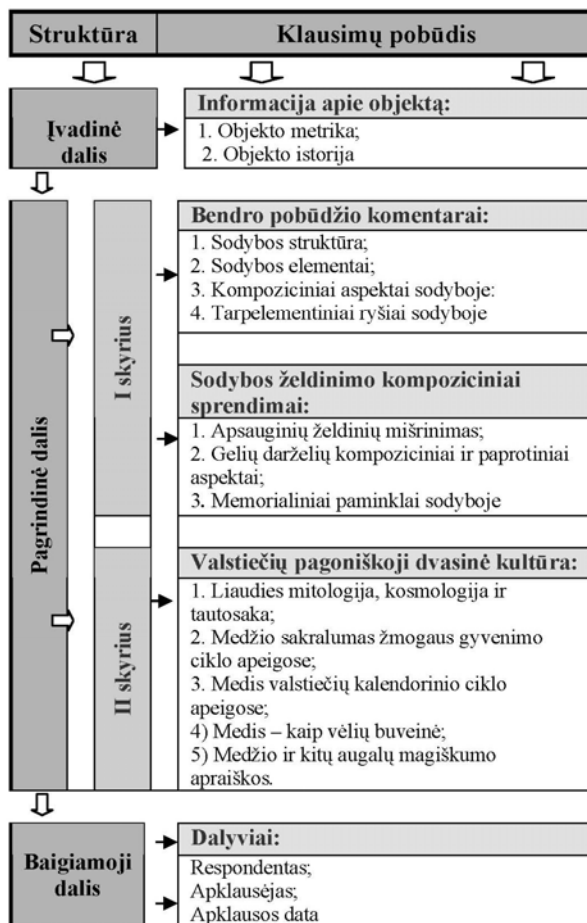 Struktūra
Klausimų pobūdis
Įvadinė
dalis
Informacija apie objektą:
1. Objekto metrika;
2. Objekto istorija
Pagrindinė dalis
I skyrius
Bendro pobūdžio komentarai:
1. Sodybos struktūra;
2. Sodybos elementai;
3. Kompoziciniai aspektai sodyboje:
4. Tarpelementiniai ryšiai sodyboje
Sodybos želdinimo kompoziciniai
sprendimai:
1. Apsauginių želdinių mišrinimas;
2. Gelių darželių kompoziciniai ir paprotiniai
aspektai;
3. Memorialiniai paminklai sodyboje
II skyrius
Valstiečių pagoniškoji dvasinė kultūra:
1. Liaudies mitologija, kosmologija ir
tautosaka;
2. Medžio sakralumas žmogaus gyvenimo
ciklo apeigose;
3. Medis valstiečių kalendorinio ciklo
apeigose;
4) Medis – kaip vėlių buveinė;
5) Medžio ir kitų augalų magiškumo
apraiškos.
Baigiamoji
dalis
Dalyviai:
Respondentas;
Apklausėjas;
Apklausos data